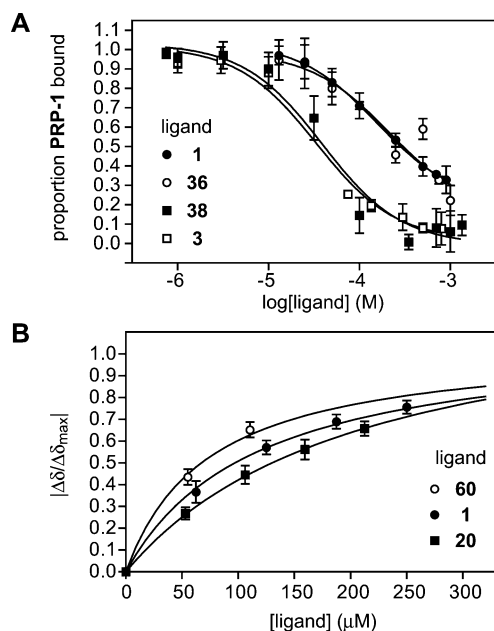 A
proportion PRP-1 bound
1.0
0.9
0.8
0.7
0.6
0.5
0.4
0.3
0.2
0.1
0.0
ligand
1
36
38
3
-6 -5 -4 -3
log[ligand] (M)
B
|Δδ/Δδmax|
1.0
0.9
0.8
0.7
0.6
0.5
0.4
0.3
0.2
0.1
0.0
ligand
60
1
20
0 50 100 150 200 250 300
[ligand] (μM)